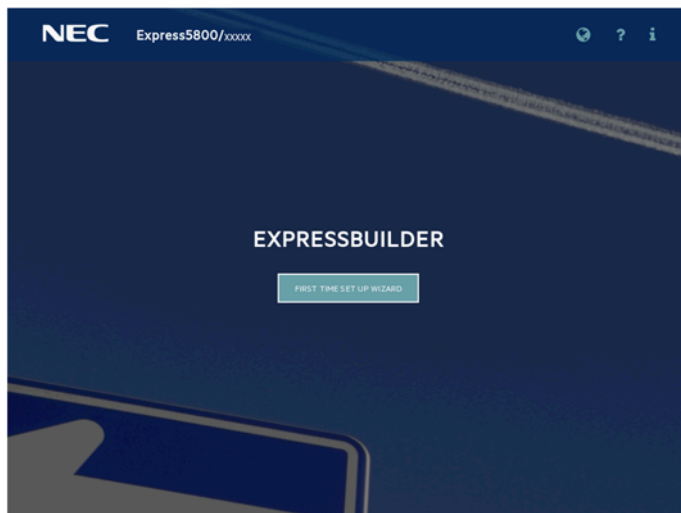 NEC Express5800/xxxxx ? i
EXPRESSBUILDER
FIRST TIME SET UP WIZARD